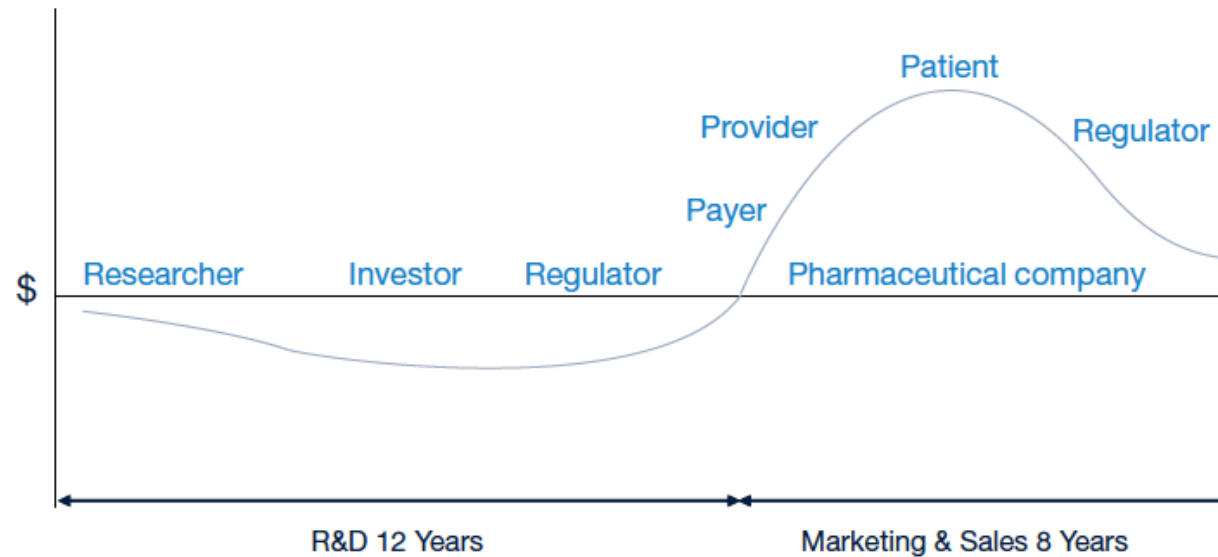 Patient
Provider
Regulator
Payer
$
Researcher
Investor
Regulator
Pharmaceutical company
R&D 12 Years
Marketing & Sales 8 Years